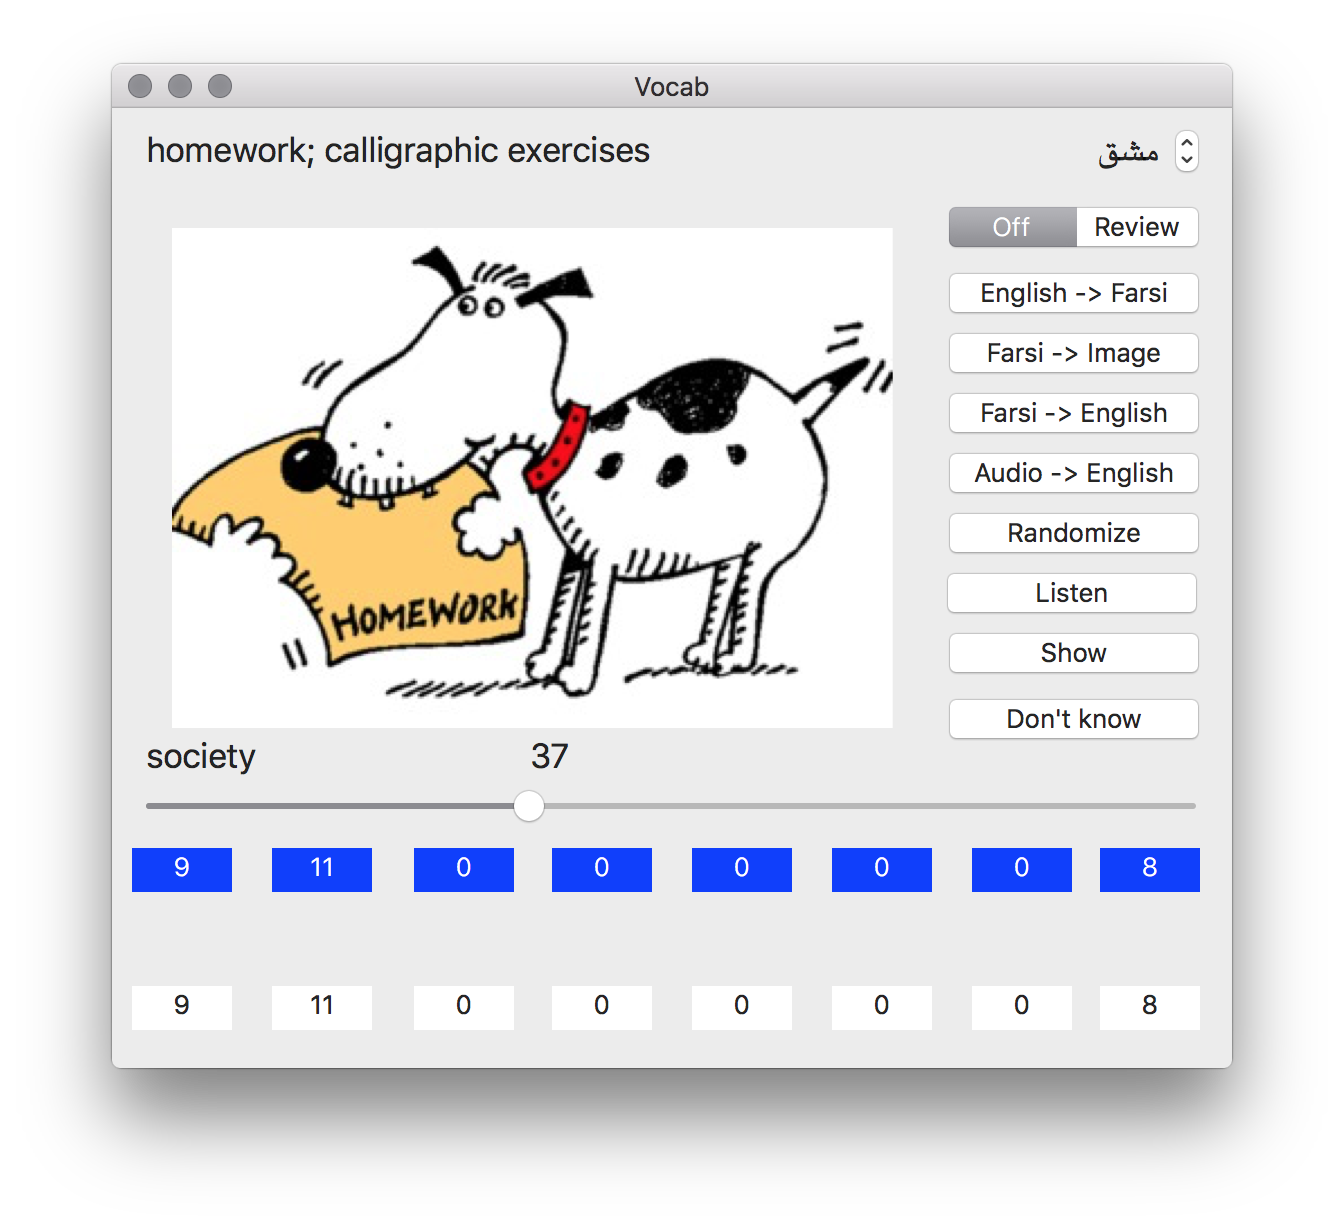 Vocab
homework; calligraphic exercises مشق
Off Review
English -> Farsi
Farsi -> Image
Farsi -> English
Audio -> English
Randomize
Listen
Show
Don't know
HOMEWORK
society 37
9 11 0 0 0 0 0 8
9 11 0 0 0 0 0 8